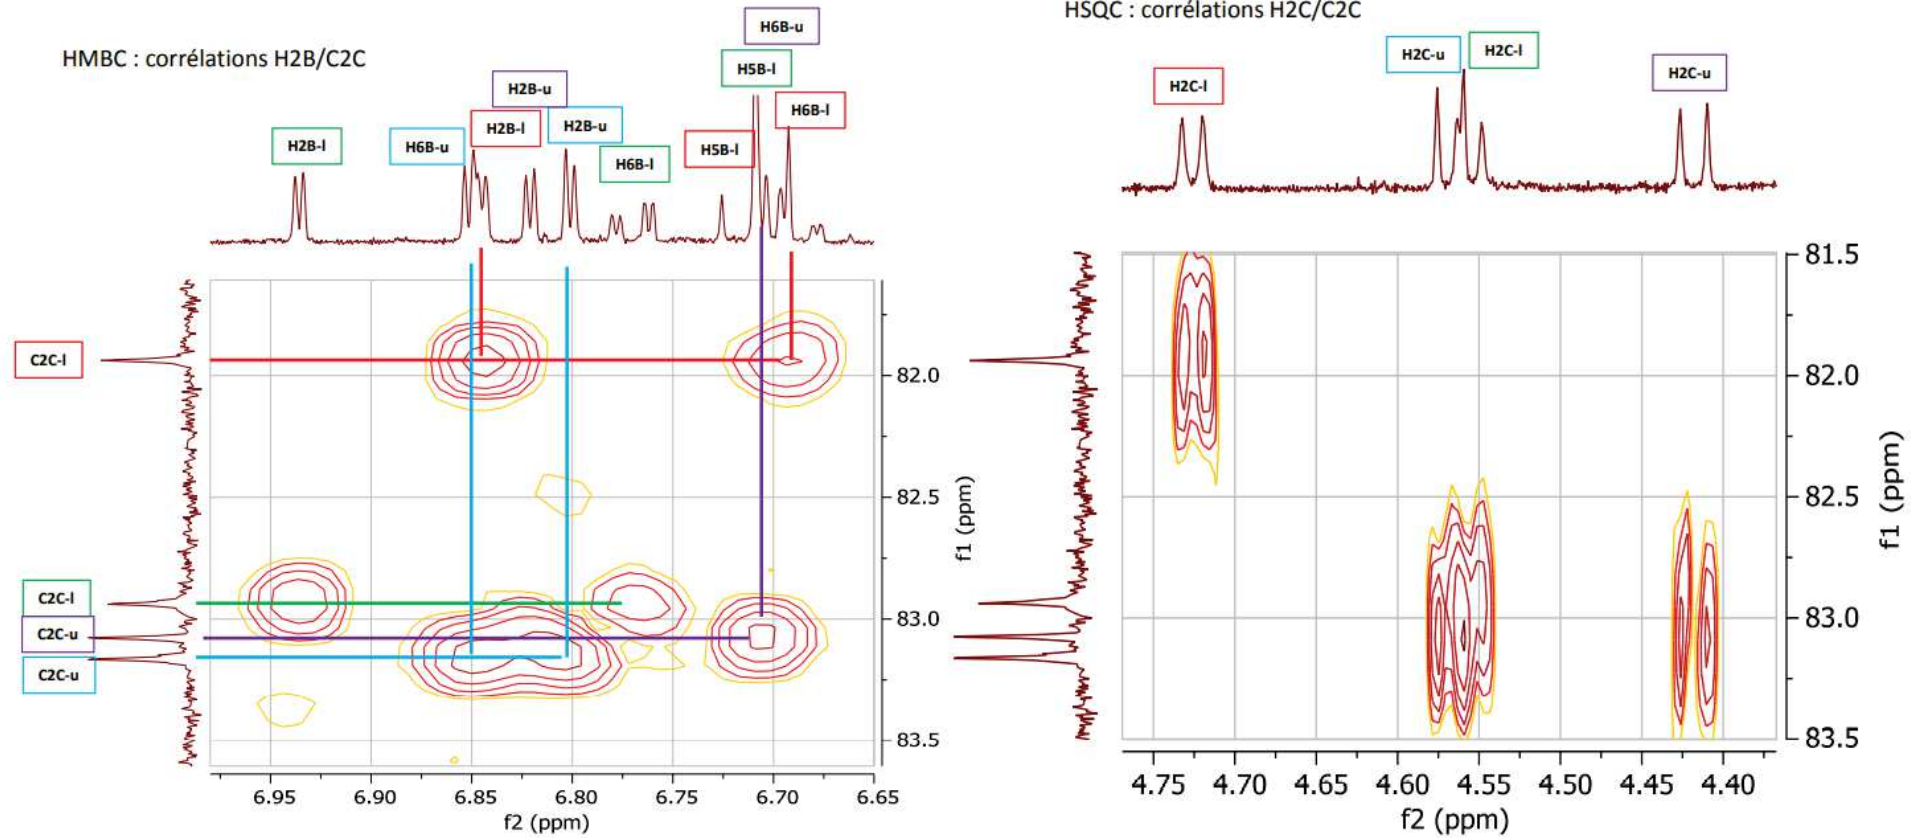 HMBC : corrélations H2B/C2C
H6B-u
H5B-l
H2B-u
H6B-l
H2B-l
H2B-u
H2B-l
H6B-u
H5B-l
H6B-l
C2C-l
C2C-l
C2C-u
C2C-u
82.0
82.5
83.0
83.5
f1 (ppm)
6.95 6.90 6.85 6.80 6.75 6.70 6.65
f2 (ppm)
HSQC : corrélations H2C/C2C
H2C-u
H2C-l
H2C-u
H2C-l
81.5
82.0
82.5
83.0
83.5
f1 (ppm)
4.75 4.70 4.65 4.60 4.55 4.50 4.45 4.40
f2 (ppm)